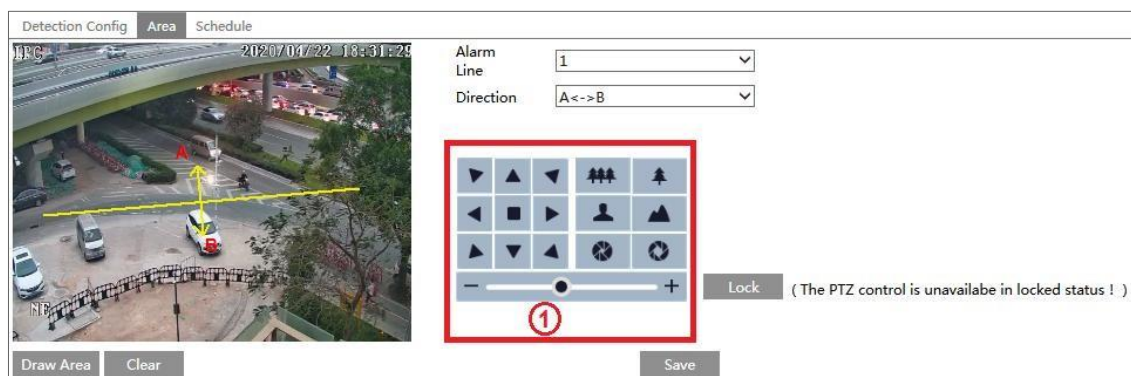 Detection Config Area Schedule
IPC 2020/04/22 18:31:29
Alarm Line 1
Direction A<->B
A
B
NE
− +
Lock ( The PTZ control is unavailabe in locked status ! )
1
Draw Area Clear Save